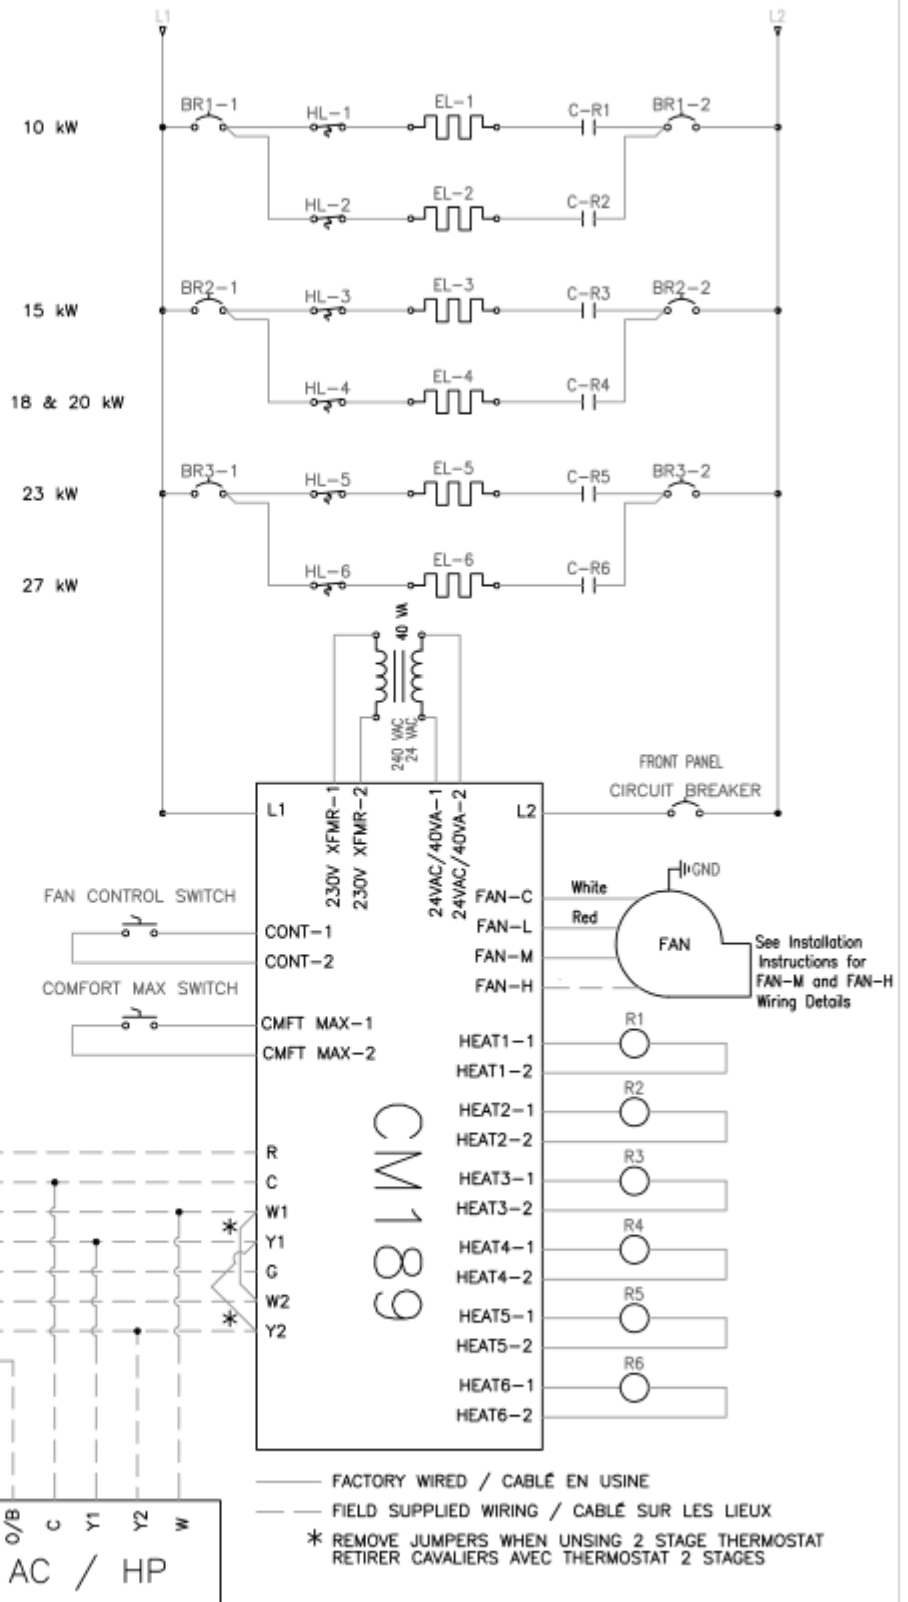 L1 L2
BR1-1 HL-1 EL-1 C-R1 BR1-2
10 kW
HL-2 EL-2 C-R2
BR2-1 HL-3 EL-3 C-R3 BR2-2
15 kW
HL-4 EL-4 C-R4
18 & 20 kW
BR3-1 HL-5 EL-5 C-R5 BR3-2
23 kW
HL-6 EL-6 C-R6
27 kW
40 VA
240 VAC
24 VAC
FRONT PANEL
CIRCUIT BREAKER
L1 L2
230V XFMR-1
230V XFMR-2
24VAC/40VA-1
24VAC/40VA-2
FAN CONTROL SWITCH
CONT-1
CONT-2
COMFORT MAX SWITCH
CMFT MAX-1
CMFT MAX-2
FAN-C White
FAN-L Red
FAN-M
FAN-H
GND
FAN
See Installation
Instructions for
FAN-M and FAN-H
Wiring Details
HEAT1-1 R1
HEAT1-2
HEAT2-1 R2
HEAT2-2
HEAT3-1 R3
HEAT3-2
HEAT4-1 R4
HEAT4-2
HEAT5-1 R5
HEAT5-2
HEAT6-1 R6
HEAT6-2
CM189
R
C
W1
*
Y1
G
W2
*
Y2
O/B C Y1 Y2 W
AC / HP
FACTORY WIRED / CABLÉ EN USINE
FIELD SUPPLIED WIRING / CABLÉ SUR LES LIEUX
* REMOVE JUMPERS WHEN UNSING 2 STAGE THERMOSTAT
RETIRER CAVALIERS AVEC THERMOSTAT 2 STAGES